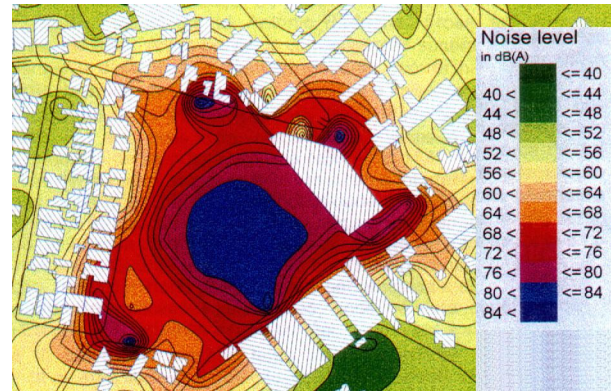 Noise level
in dB(A)
<= 40
40 < <= 44
44 < <= 48
48 < <= 52
52 < <= 56
56 < <= 60
60 < <= 64
64 < <= 68
68 < <= 72
72 < <= 76
76 < <= 80
80 < <= 84
84 <